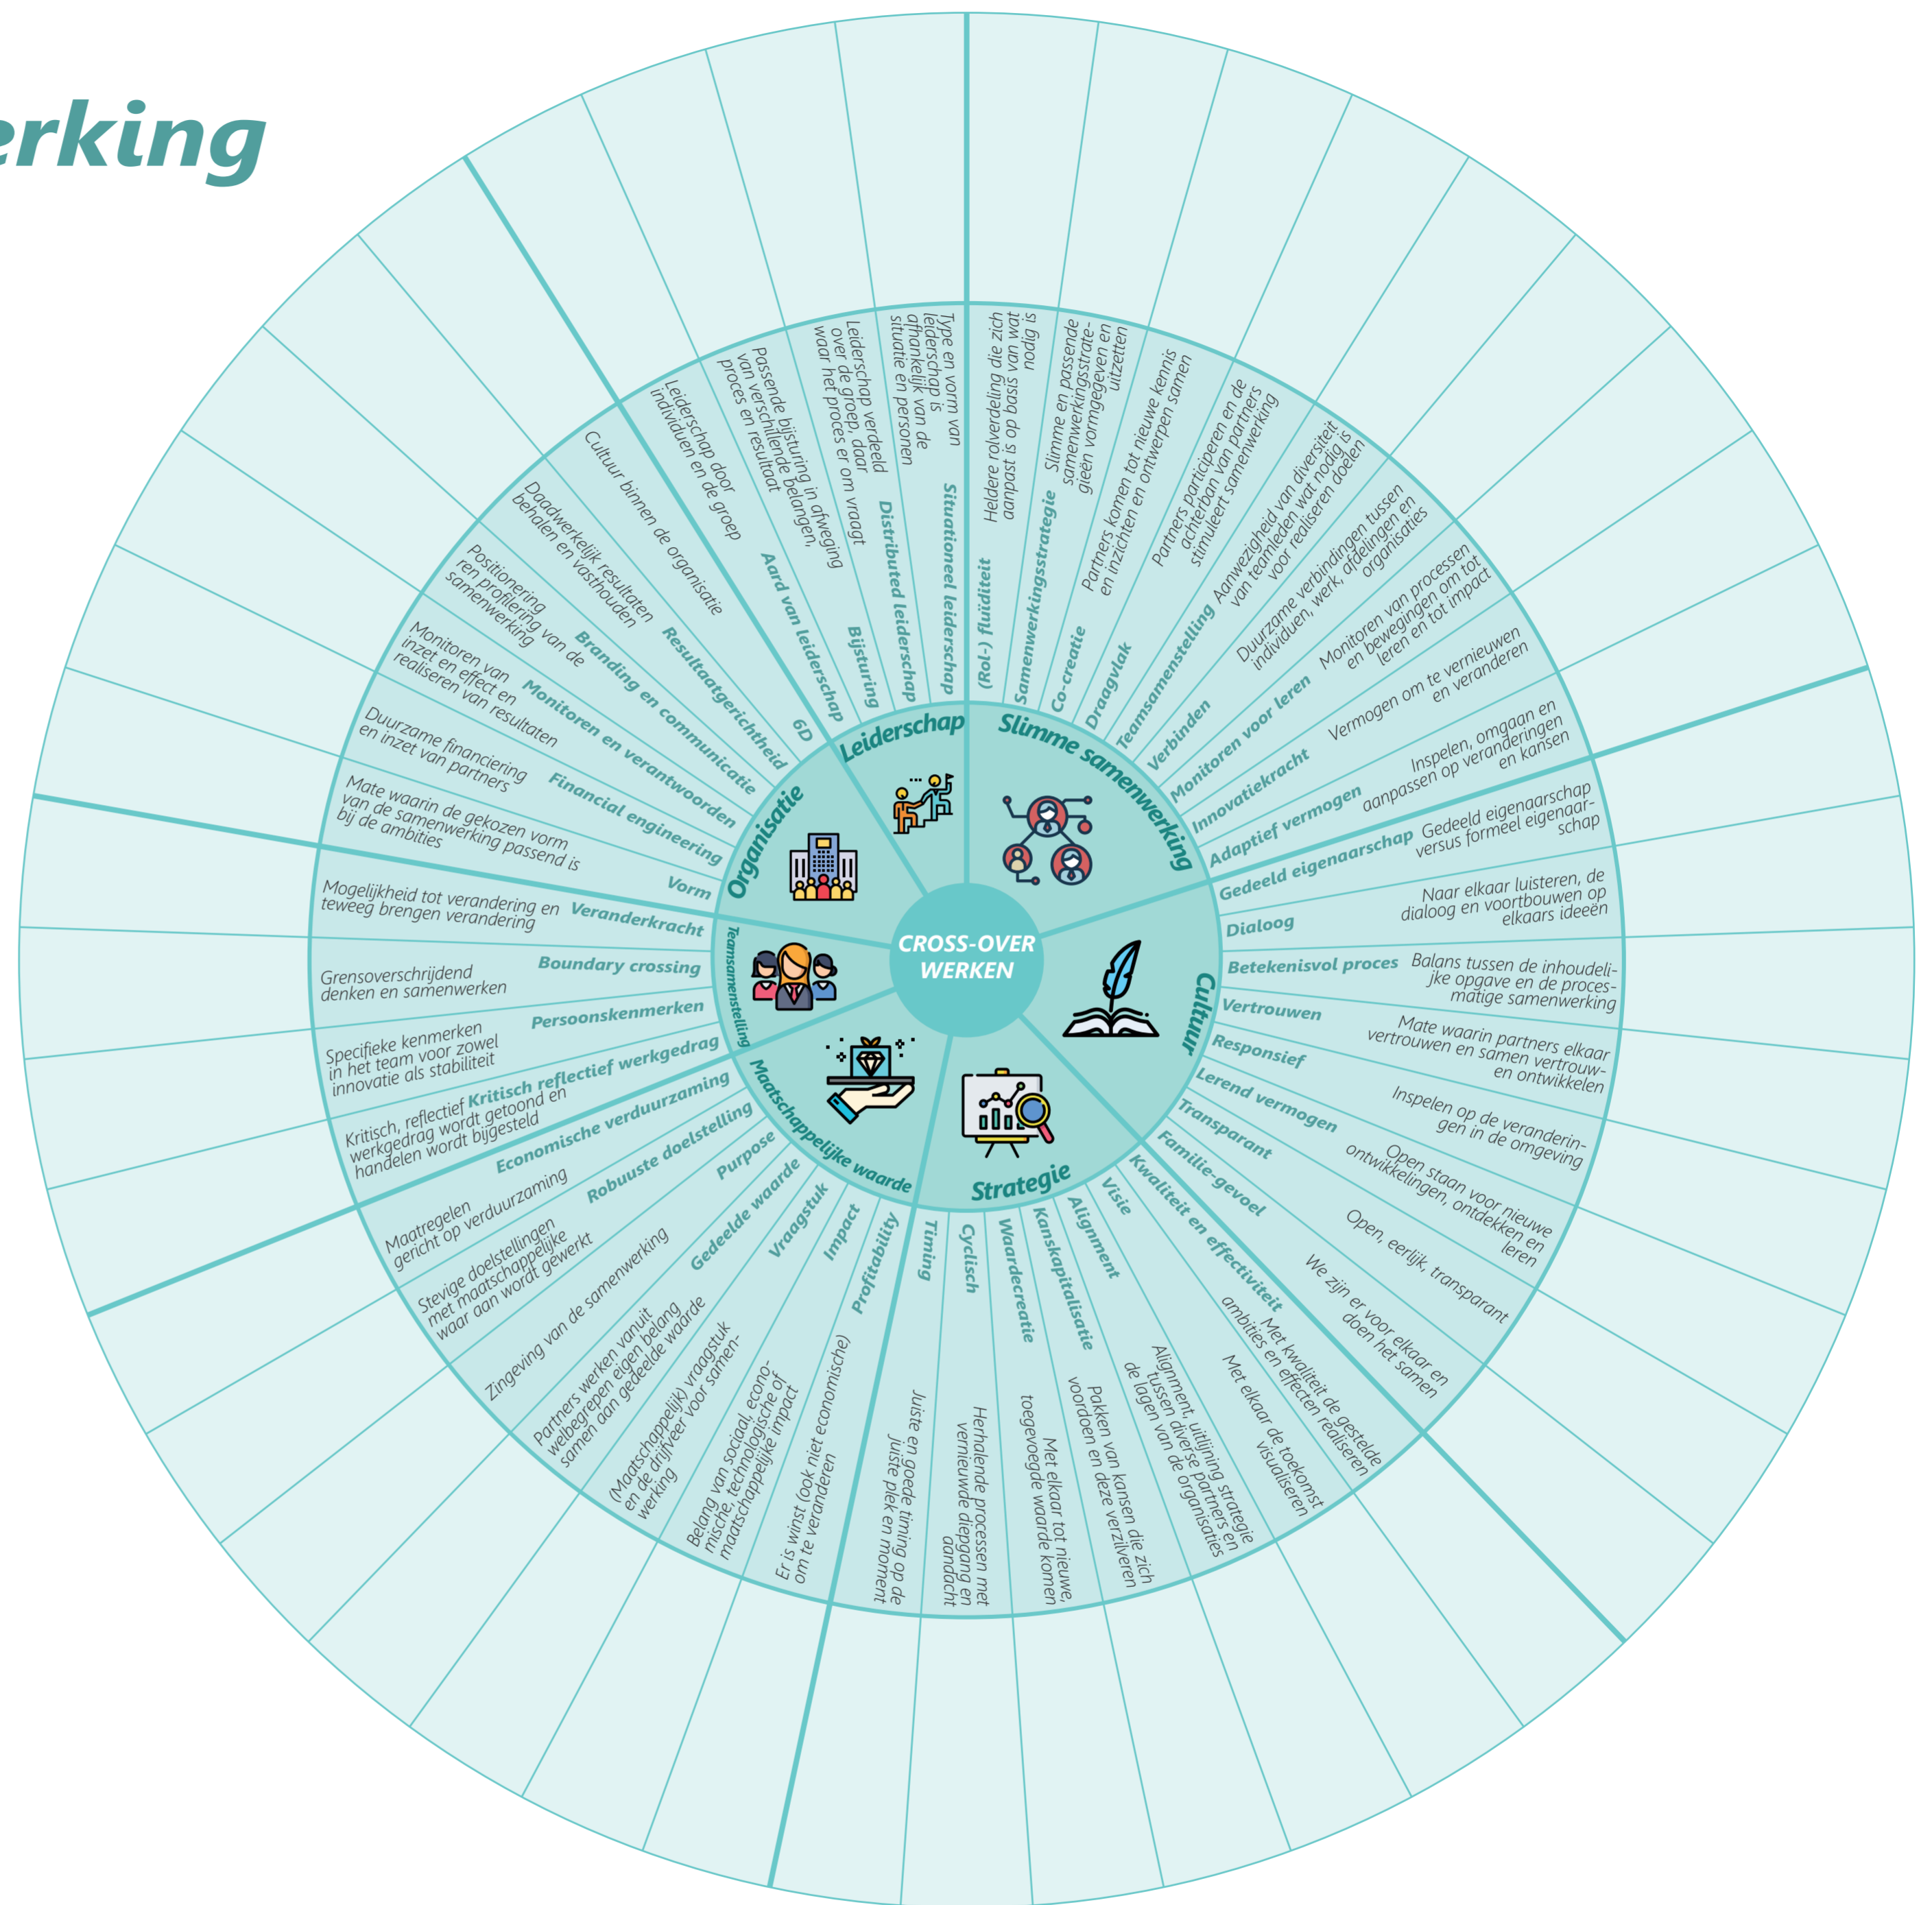 erking
CROSS-OVER
WERKEN
Slimme samenwerking
(Rol-) fluïditeit
Heldere rolverdeling die zich
aanpast is op basis van wat
nodig is
Samenwerkingsstrategie
Slimme en passende
samenwerkingsstrate-
gieën vormgegeven en
uitzetten
Co-creatie
Partners komen tot nieuwe kennis
en inzichten en ontwerpen samen
Draagvlak
Partners participeren en de
achterban van partners
stimuleert samenwerking
Teamsamenstelling
Aanwezigheid van diversiteit
van teamleden wat nodig is
voor realiseren doelen
Verbinden
Duurzame verbindingen tussen
individuen, werk, afdelingen en
organisaties
Monitoren voor leren
Monitoren van processen
en bewegingen om tot
leren en tot impact
Innovatiekracht
Vermogen om te vernieuwen
en veranderen
Adaptief vermogen
Inspelen, omgaan en
aanpassen op veranderingen
en kansen
Cultuur
Gedeeld eigenaarschap
Gedeeld eigenaarschap
versus formeel eigenaar-
schap
Dialoog
Naar elkaar luisteren, de
dialoog en voortbouwen op
elkaars ideeën
Betekenisvol proces
Balans tussen de inhoudeli-
jke opgave en de proces-
matige samenwerking
Vertrouwen
Mate waarin partners elkaar
vertrouwen en samen vertrouw-
en ontwikkelen
Responsief
Inspelen op de veranderin-
gen in de omgeving
Lerend vermogen
Open staan voor nieuwe
ontwikkelingen, ontdekken en
leren
Transparant
Open, eerlijk, transparant
Familie-gevoel
We zijn er voor elkaar en
doen het samen
Strategie
Kwaliteit en effectiviteit
Met kwaliteit de gestelde
ambities en effecten realiseren
Visie
Met elkaar de toekomst
visualiseren
Alignment
Alignment, uitlijning strategie
tussen diverse partners en
de lagen van de organisaties
Kanskapitalisatie
Pakken van kansen die zich
voordoen en deze verzilveren
Waardecreatie
Met elkaar tot nieuwe,
toegevoegde waarde komen
Cyclisch
Herhalende processen met
vernieuwde diepgang en
aandacht
Timing
Juiste en goede timing op de
juiste plek en moment
Maatschappelijke waarde
Profitability
Er is winst (ook niet economische)
om te veranderen
Impact
Belang van sociaal, econo-
mische, technologische of
maatschappelijke impact
Vraagstuk
(Maatschappelijk) vraagstuk
en de drijfveer voor samen-
werking
Gedeelde waarde
Partners werken vanuit
welbegrepen eigen belang
samen aan gedeelde waarde
Purpose
Zingeving van de samenwerking
Robuuste doelstelling
Stevige doelstellingen
met maatschappelijke
waar aan wordt gewerkt
Economische verduurzaming
Maatregelen
gericht op verduurzaming
Teamsamenstelling
Kritisch reflectief werkgedrag
Kritisch, reflectief
werkgedrag wordt getoond en
handelen wordt bijgesteld
Persoonskenmerken
Specifieke kenmerken
in het team voor zowel
innovatie als stabiliteit
Boundary crossing
Grensoverschrijdend
denken en samenwerken
Veranderkracht
Mogelijkheid tot verandering en
teweeg brengen verandering
Organisatie
Vorm
Mate waarin de gekozen vorm
van de samenwerking passend is
bij de ambities
Financial engineering
Duurzame financiering
en inzet van partners
Monitoren en verantwoorden
Monitoren van
inzet en effect en
realiseren van resultaten
Branding en communicatie
Positionering
ren profilering van de
samenwerking
Resultaatgerichtheid
Daadwerkelijk resultaten
behalen en vasthouden
6D
Cultuur binnen de organisatie
Leiderschap
Aard van leiderschap
Leiderschap door
individuen en de groep
Bijsturing
Passende bijsturing in afweging
van verschillende belangen,
proces en resultaat
Distributed leiderschap
Leiderschap verdeeld
over de groep, daar
waar het proces er om vraagt
Situationeel leiderschap
Type en vorm van
leiderschap is
afhankelijk van de
situatie en personen